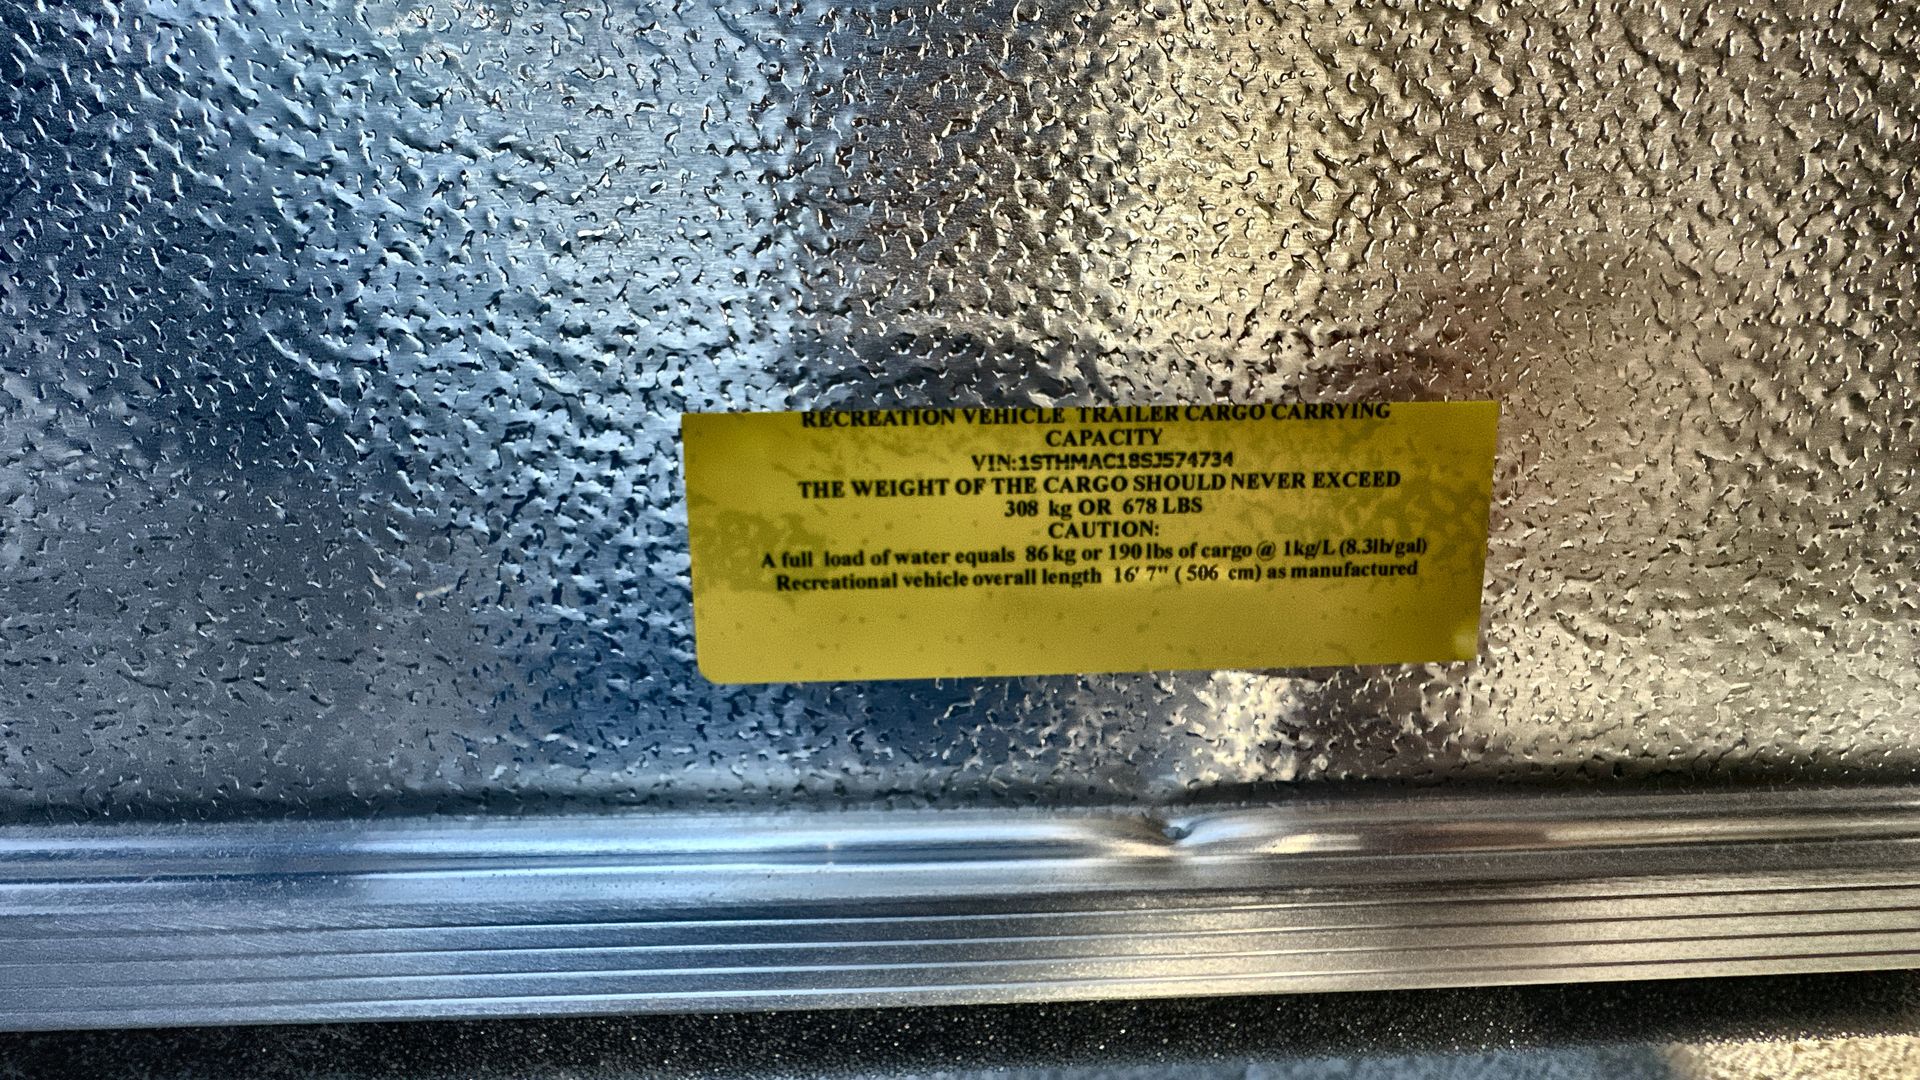 RECREATION VEHICLE TRAILER CARGO CARRYING
CAPACITY
VIN:1STHMAC18SJ574734
THE WEIGHT OF THE CARGO SHOULD NEVER EXCEED
308 kg OR 678 LBS
CAUTION:
A full load of water equals 86 kg or 190 lbs of cargo @ 1kg/L (8.3lb/gal)
Recreational vehicle overall length 16' 7" ( 506 cm) as manufactured